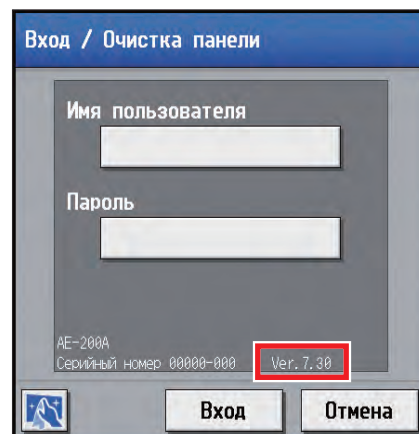 Вход / Очистка панели
Имя пользователя
Пароль
AE-200A
Серийный номер 00000-000 Ver.7.30
Вход Отмена